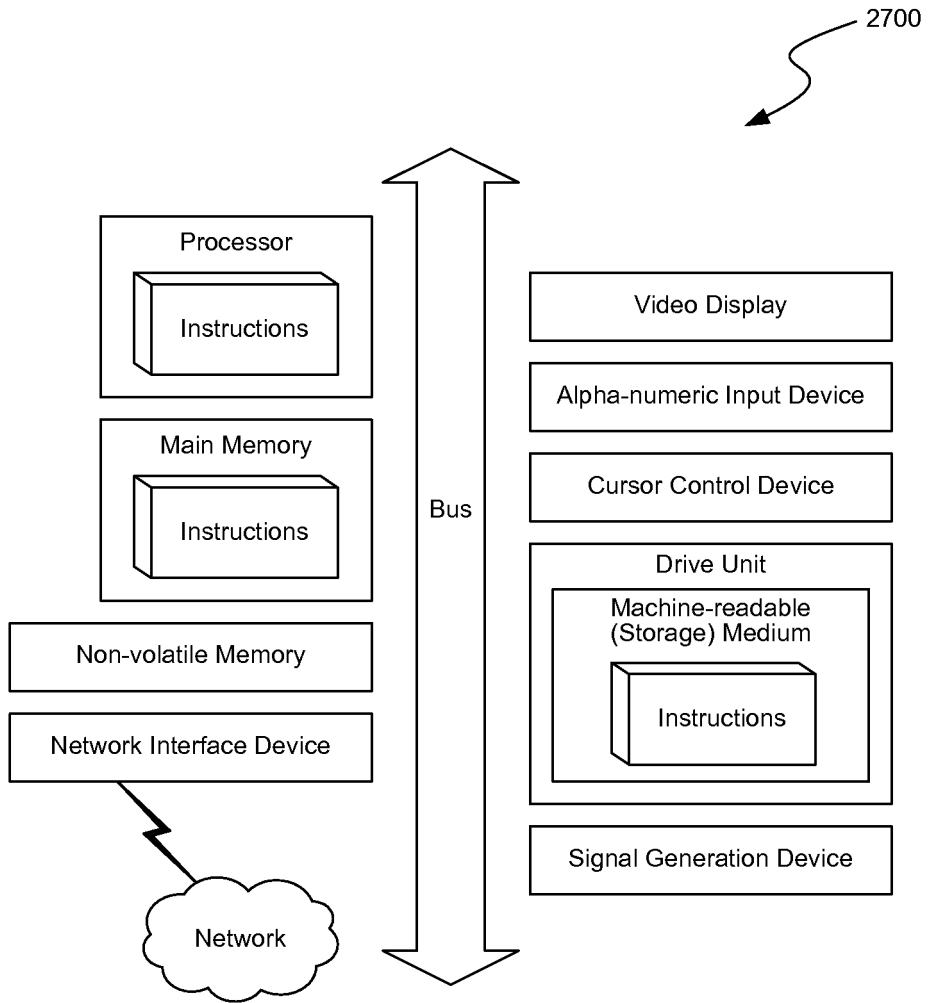 2700
Processor
Instructions
Main Memory
Instructions
Non-volatile Memory
Network Interface Device
Network
Bus
Video Display
Alpha-numeric Input Device
Cursor Control Device
Drive Unit
Machine-readable
(Storage) Medium
Instructions
Signal Generation Device